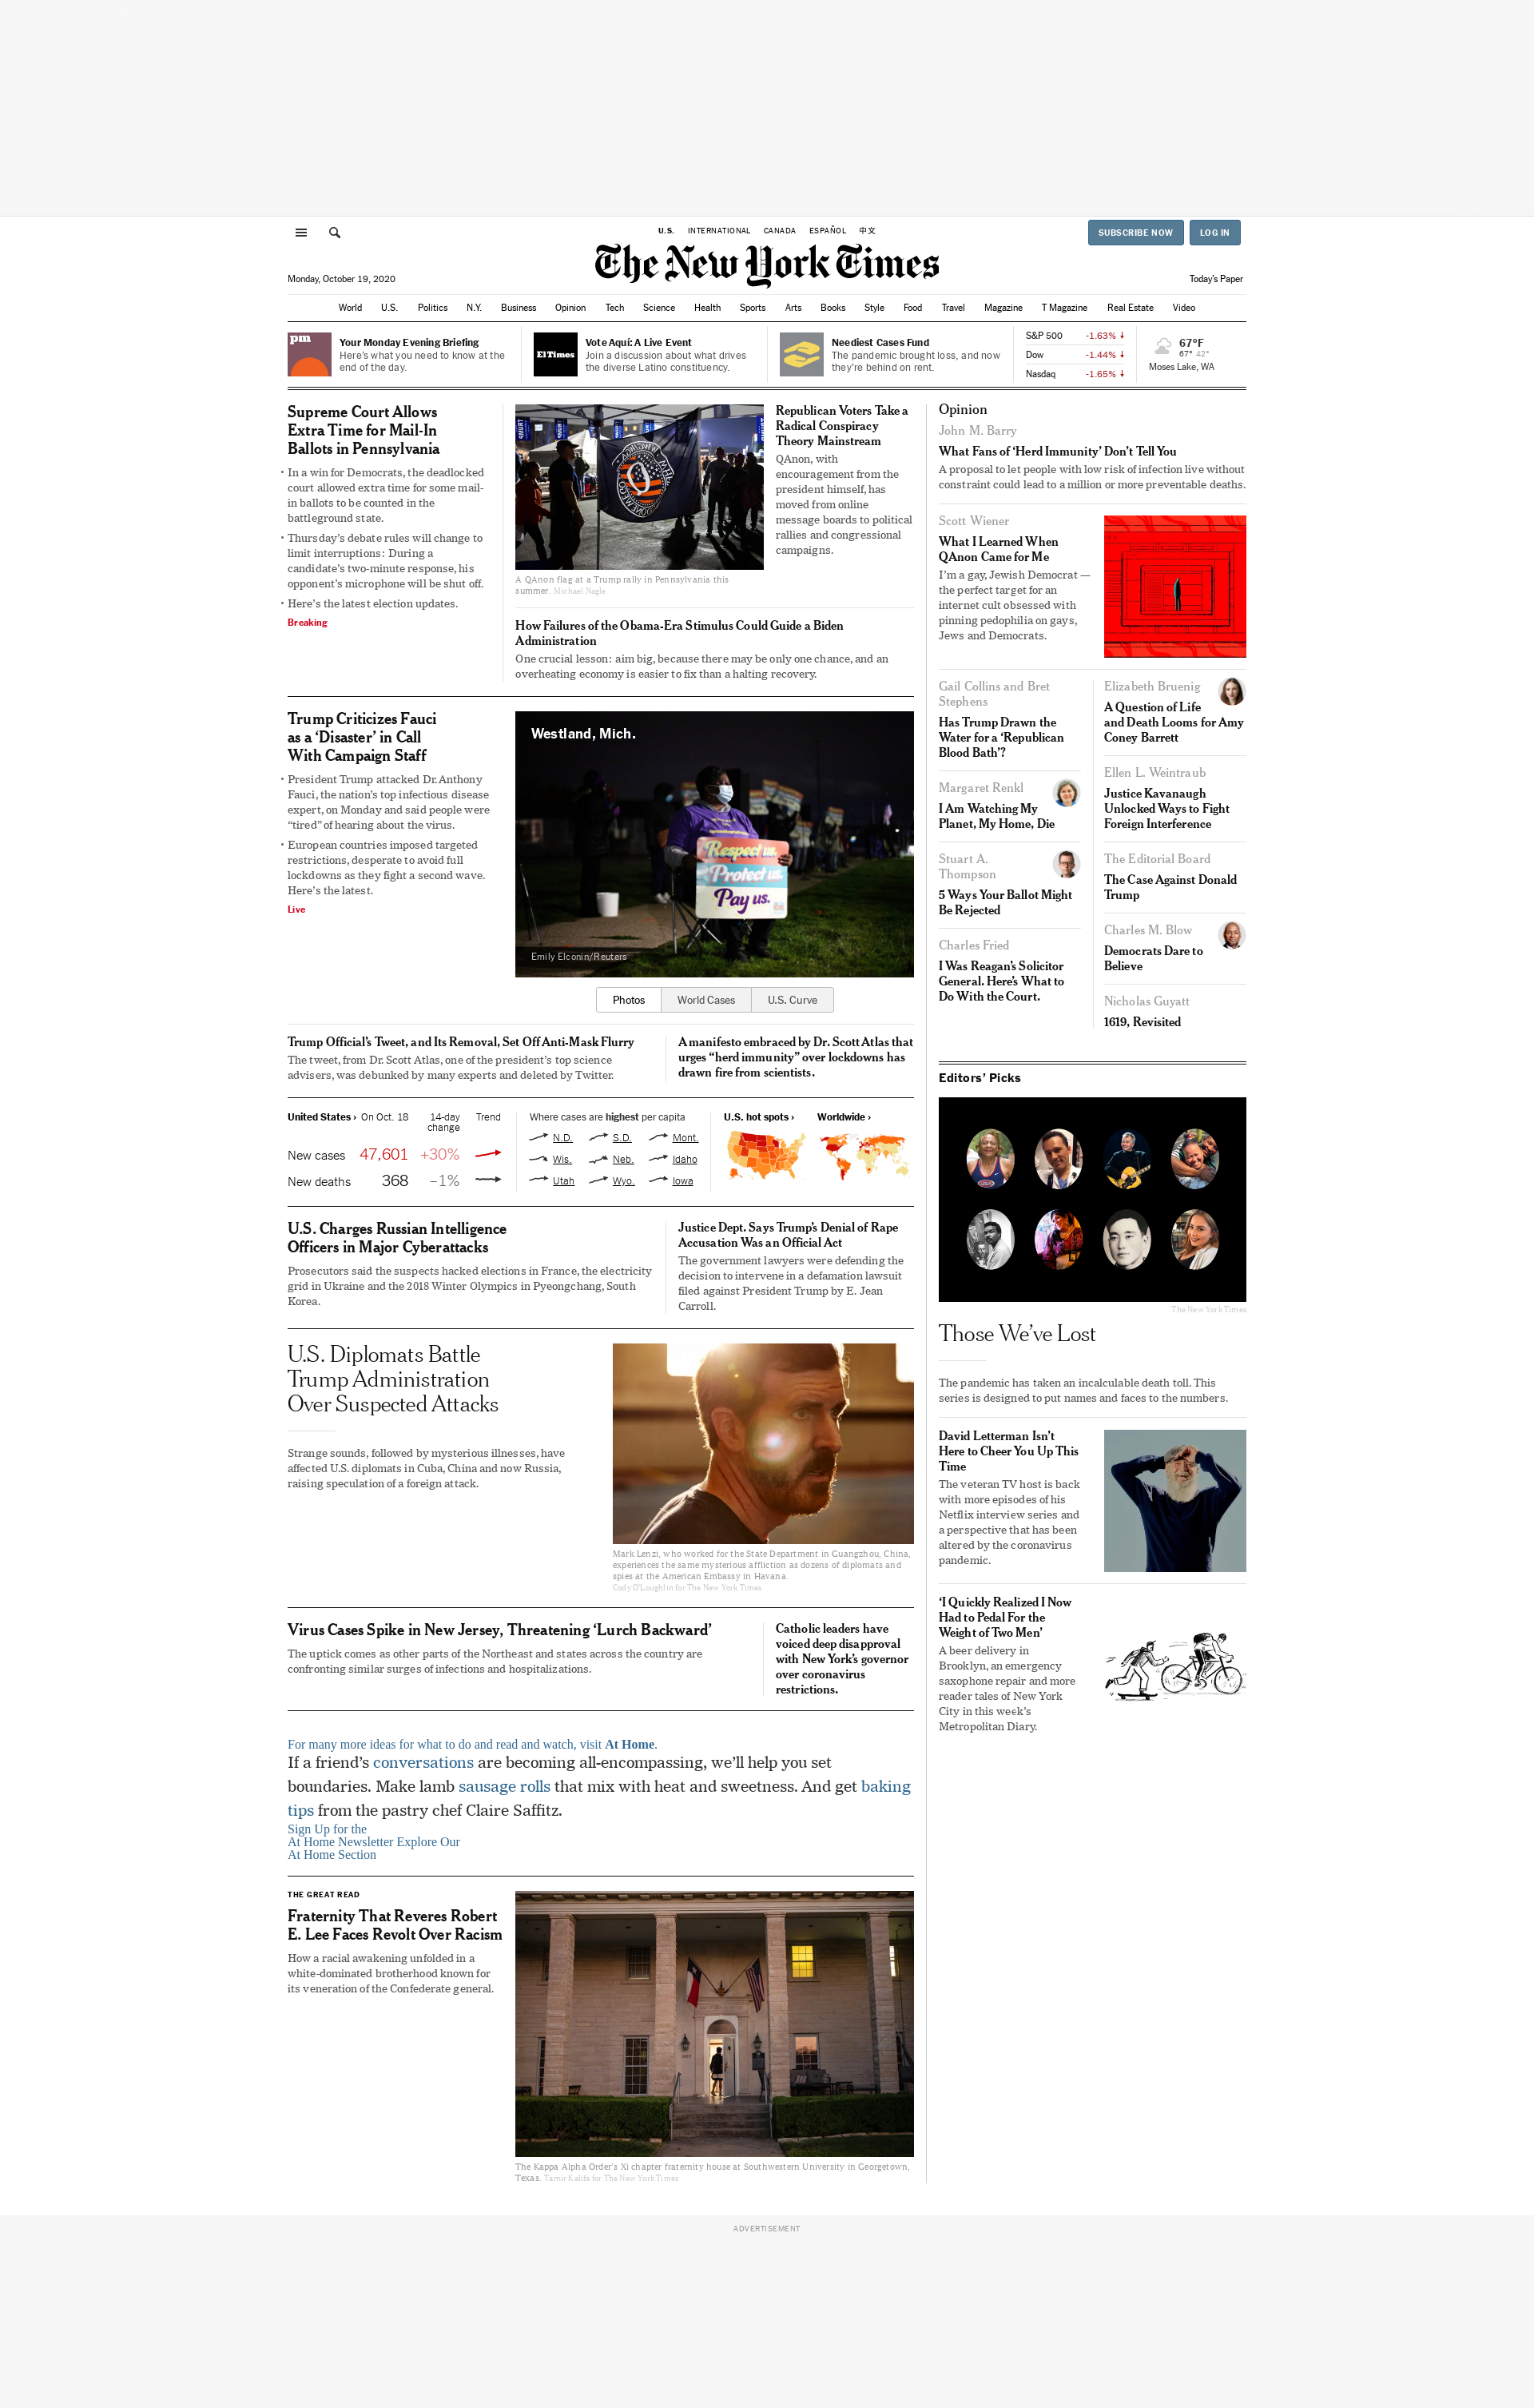 U.S. INTERNATIONAL CANADA ESPAÑOL 中文
SUBSCRIBE NOW LOG IN
The New York Times
Monday, October 19, 2020
Today's Paper
World U.S. Politics N.Y. Business Opinion Tech Science Health Sports Arts Books Style Food Travel Magazine T Magazine Real Estate Video
pm
Your Monday Evening Briefing
Here's what you need to know at the
end of the day.
El Times
Vote Aquí: A Live Event
Join a discussion about what drives
the diverse Latino constituency.
Neediest Cases Fund
The pandemic brought loss, and now
they're behind on rent.
S&P 500 -1.63%
Dow -1.44%
Nasdaq -1.65%
67°F
67° 42°
Moses Lake, WA
Supreme Court Allows
Extra Time for Mail-In
Ballots in Pennsylvania
• In a win for Democrats, the deadlocked
court allowed extra time for some mail-
in ballots to be counted in the
battleground state.
• Thursday's debate rules will change to
limit interruptions: During a
candidate's two-minute response, his
opponent's microphone will be shut off.
• Here's the latest election updates.
Breaking
A QAnon flag at a Trump rally in Pennsylvania this
summer. Michael Nagle
Republican Voters Take a
Radical Conspiracy
Theory Mainstream
QAnon, with
encouragement from the
president himself, has
moved from online
message boards to political
rallies and congressional
campaigns.
How Failures of the Obama-Era Stimulus Could Guide a Biden
Administration
One crucial lesson: aim big, because there may be only one chance, and an
overheating economy is easier to fix than a halting recovery.
Trump Criticizes Fauci
as a ‘Disaster’ in Call
With Campaign Staff
• President Trump attacked Dr. Anthony
Fauci, the nation's top infectious disease
expert, on Monday and said people were
“tired” of hearing about the virus.
• European countries imposed targeted
restrictions, desperate to avoid full
lockdowns as they fight a second wave.
Here's the latest.
Live
Westland, Mich.
Respect us,
Protect us,
Pay us.
Emily Elconin/Reuters
Photos World Cases U.S. Curve
Trump Official’s Tweet, and Its Removal, Set Off Anti-Mask Flurry
The tweet, from Dr. Scott Atlas, one of the president's top science
advisers, was debunked by many experts and deleted by Twitter.
A manifesto embraced by Dr. Scott Atlas that
urges “herd immunity” over lockdowns has
drawn fire from scientists.
United States › On Oct. 18 14-day
change Trend
New cases 47,601 +30%
New deaths 368 –1%
Where cases are highest per capita
N.D. S.D. Mont.
Wis. Neb. Idaho
Utah Wyo. Iowa
U.S. hot spots › Worldwide ›
U.S. Charges Russian Intelligence
Officers in Major Cyberattacks
Prosecutors said the suspects hacked elections in France, the electricity
grid in Ukraine and the 2018 Winter Olympics in Pyeongchang, South
Korea.
Justice Dept. Says Trump’s Denial of Rape
Accusation Was an Official Act
The government lawyers were defending the
decision to intervene in a defamation lawsuit
filed against President Trump by E. Jean
Carroll.
U.S. Diplomats Battle
Trump Administration
Over Suspected Attacks
Strange sounds, followed by mysterious illnesses, have
affected U.S. diplomats in Cuba, China and now Russia,
raising speculation of a foreign attack.
Mark Lenzi, who worked for the State Department in Guangzhou, China,
experiences the same mysterious affliction as dozens of diplomats and
spies at the American Embassy in Havana.
Cody O'Loughlin for The New York Times
Virus Cases Spike in New Jersey, Threatening ‘Lurch Backward’
The uptick comes as other parts of the Northeast and states across the country are
confronting similar surges of infections and hospitalizations.
Catholic leaders have
voiced deep disapproval
with New York’s governor
over coronavirus
restrictions.
For many more ideas for what to do and read and watch, visit At Home.
If a friend’s conversations are becoming all-encompassing, we’ll help you set
boundaries. Make lamb sausage rolls that mix with heat and sweetness. And get baking
tips from the pastry chef Claire Saffitz.
Sign Up for the
At Home Newsletter Explore Our
At Home Section
THE GREAT READ
Fraternity That Reveres Robert
E. Lee Faces Revolt Over Racism
How a racial awakening unfolded in a
white-dominated brotherhood known for
its veneration of the Confederate general.
The Kappa Alpha Order's Xi chapter fraternity house at Southwestern University in Georgetown,
Texas. Tamir Kalifa for The New York Times
Opinion
John M. Barry
What Fans of ‘Herd Immunity’ Don’t Tell You
A proposal to let people with low risk of infection live without
constraint could lead to a million or more preventable deaths.
Scott Wiener
What I Learned When
QAnon Came for Me
I'm a gay, Jewish Democrat —
the perfect target for an
internet cult obsessed with
pinning pedophilia on gays,
Jews and Democrats.
Gail Collins and Bret
Stephens
Has Trump Drawn the
Water for a ‘Republican
Blood Bath’?
Margaret Renkl
I Am Watching My
Planet, My Home, Die
Stuart A.
Thompson
5 Ways Your Ballot Might
Be Rejected
Charles Fried
I Was Reagan’s Solicitor
General. Here’s What to
Do With the Court.
Elizabeth Bruenig
A Question of Life
and Death Looms for Amy
Coney Barrett
Ellen L. Weintraub
Justice Kavanaugh
Unlocked Ways to Fight
Foreign Interference
The Editorial Board
The Case Against Donald
Trump
Charles M. Blow
Democrats Dare to
Believe
Nicholas Guyatt
1619, Revisited
Editors’ Picks
The New York Times
Those We’ve Lost
The pandemic has taken an incalculable death toll. This
series is designed to put names and faces to the numbers.
David Letterman Isn’t
Here to Cheer You Up This
Time
The veteran TV host is back
with more episodes of his
Netflix interview series and
a perspective that has been
altered by the coronavirus
pandemic.
‘I Quickly Realized I Now
Had to Pedal For the
Weight of Two Men’
A beer delivery in
Brooklyn, an emergency
saxophone repair and more
reader tales of New York
City in this week's
Metropolitan Diary.
ADVERTISEMENT